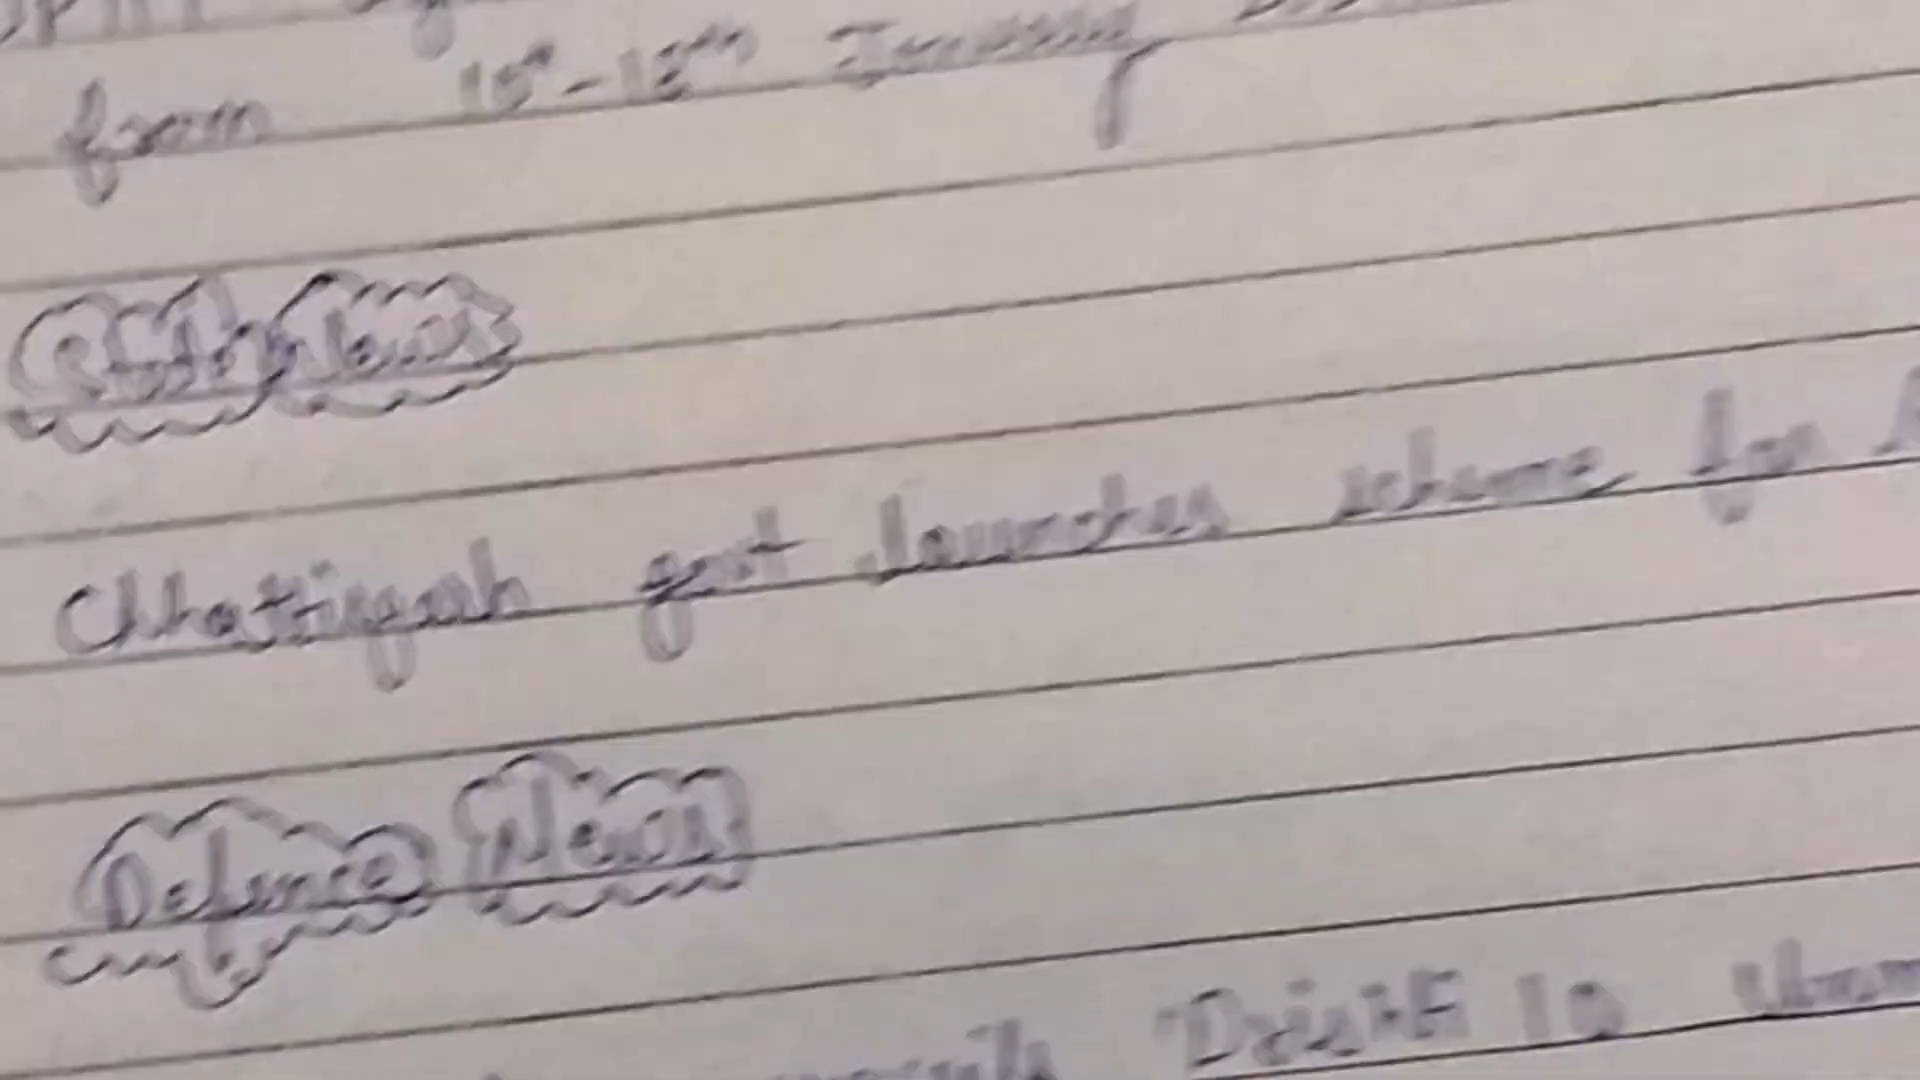 from 10th-12th January
State News
Chhattisgarh govt launches scheme for
Defence News
Drishti 10